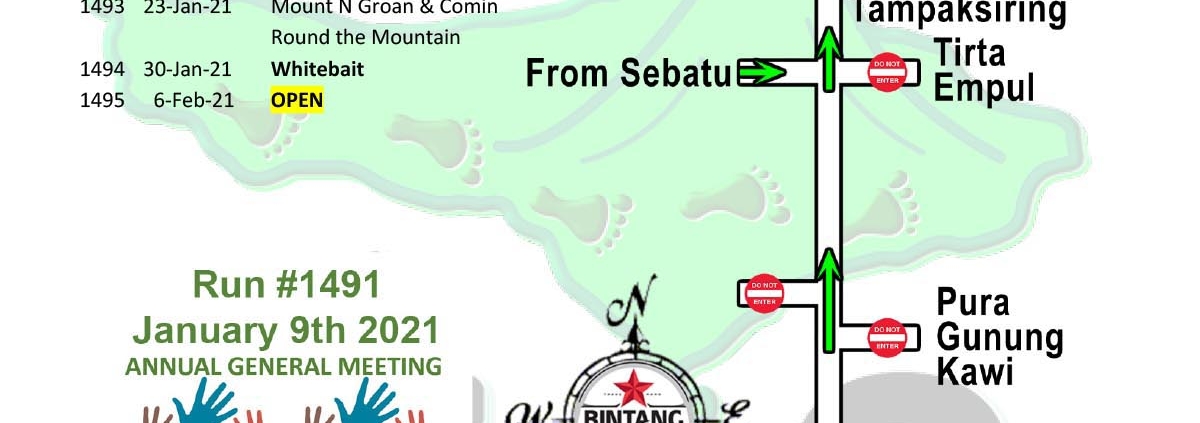 1493 23-Jan-21 Mount N Groan & Comin
Round the Mountain
1494 30-Jan-21 Whitebait
1495 6-Feb-21 OPEN
Tampaksiring
From Sebatu
DO NOT
ENTER
Tirta
Empul
Run #1491
January 9th 2021
ANNUAL GENERAL MEETING
N
W
E
BINTANG
DO NOT
ENTER
DO NOT
ENTER
Pura
Gunung
Kawi